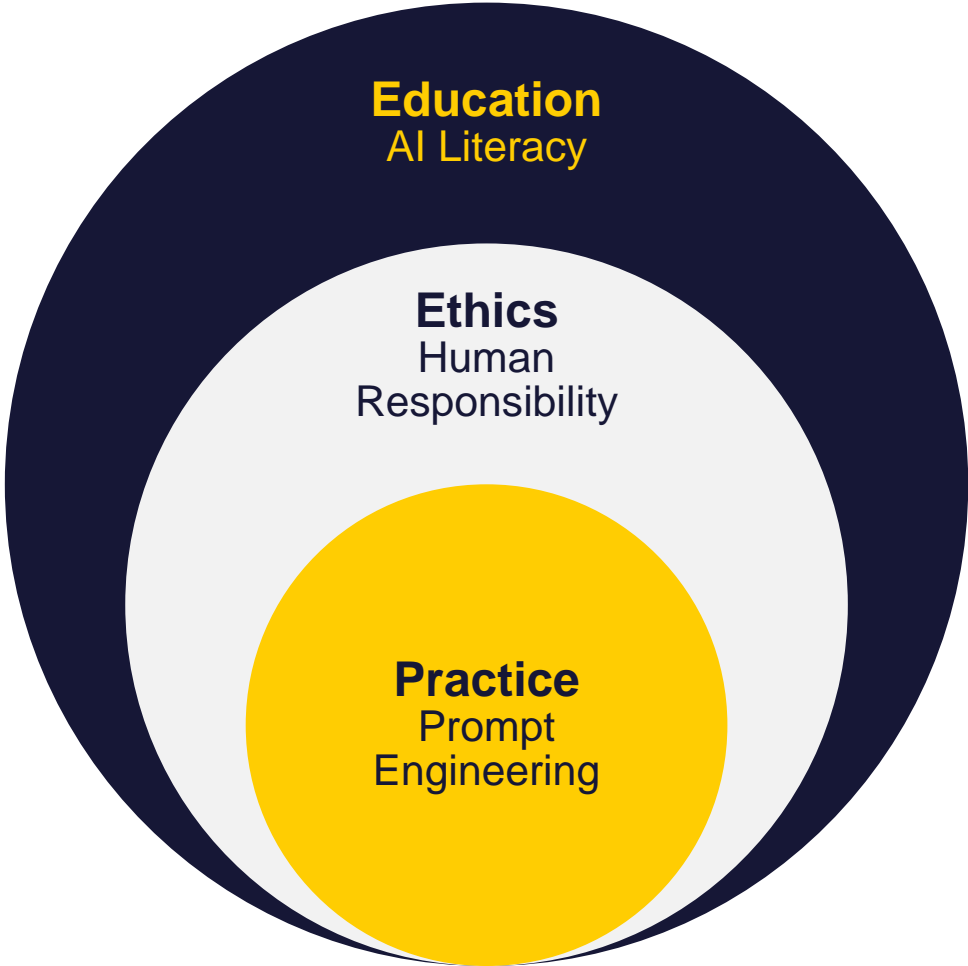 Education
AI Literacy
Ethics
Human
Responsibility
Practice
Prompt
Engineering